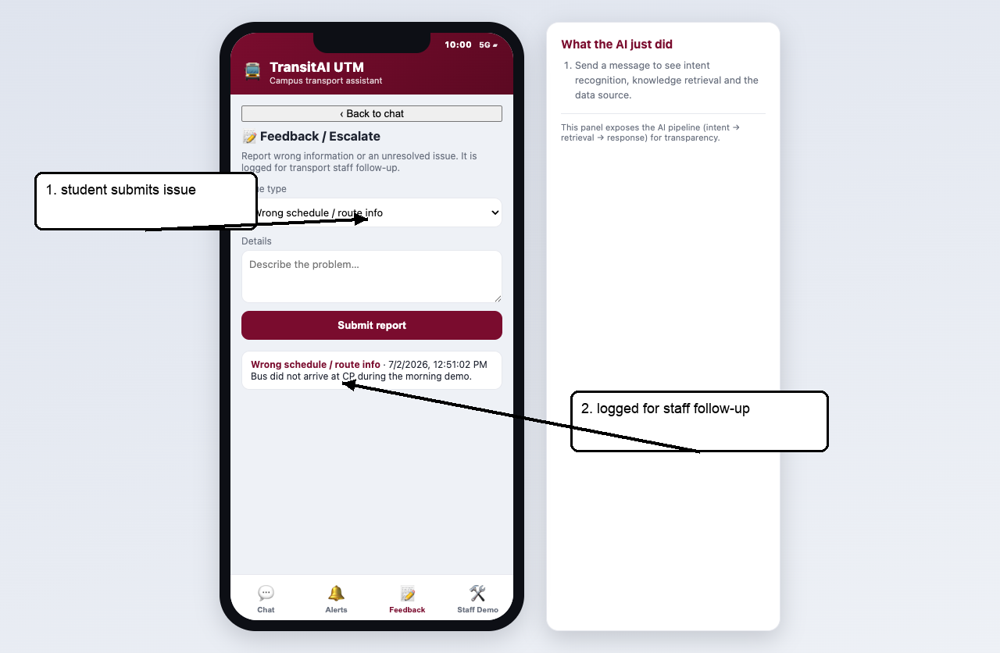 10:00 5G
TransitAI UTM
Campus transport assistant
‹ Back to chat
Feedback / Escalate
Report wrong information or an unresolved issue. It is
logged for transport staff follow-up.
1. student submits issue
type
Wrong schedule / route info
Details
Describe the problem...
Submit report
Wrong schedule / route info · 7/2/2026, 12:51:02 PM
Bus did not arrive at CP during the morning demo.
Chat
Alerts
Feedback
Staff Demo
What the AI just did
1. Send a message to see intent
recognition, knowledge retrieval and the
data source.
This panel exposes the AI pipeline (intent →
retrieval → response) for transparency.
2. logged for staff follow-up